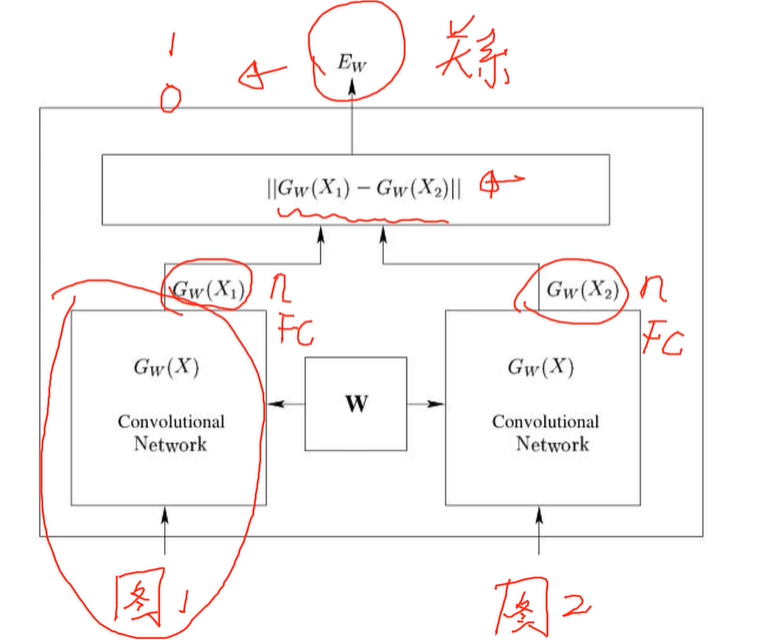 1
0
E_W
关系
||G_W(X_1) − G_W(X_2)||
G_W(X_1)
n
FC
G_W(X_2)
n
FC
G_W(X)
Convolutional
Network
W
G_W(X)
Convolutional
Network
图1
图2